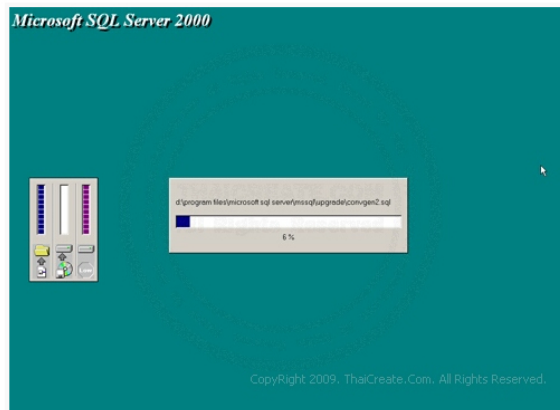 Microsoft SQL Server 2000
d:\program files\microsoft sql server\mssql\upgrade\convgen2.sql
6 %
CopyRight 2009. ThaiCreate.Com. All Rights Reserved.